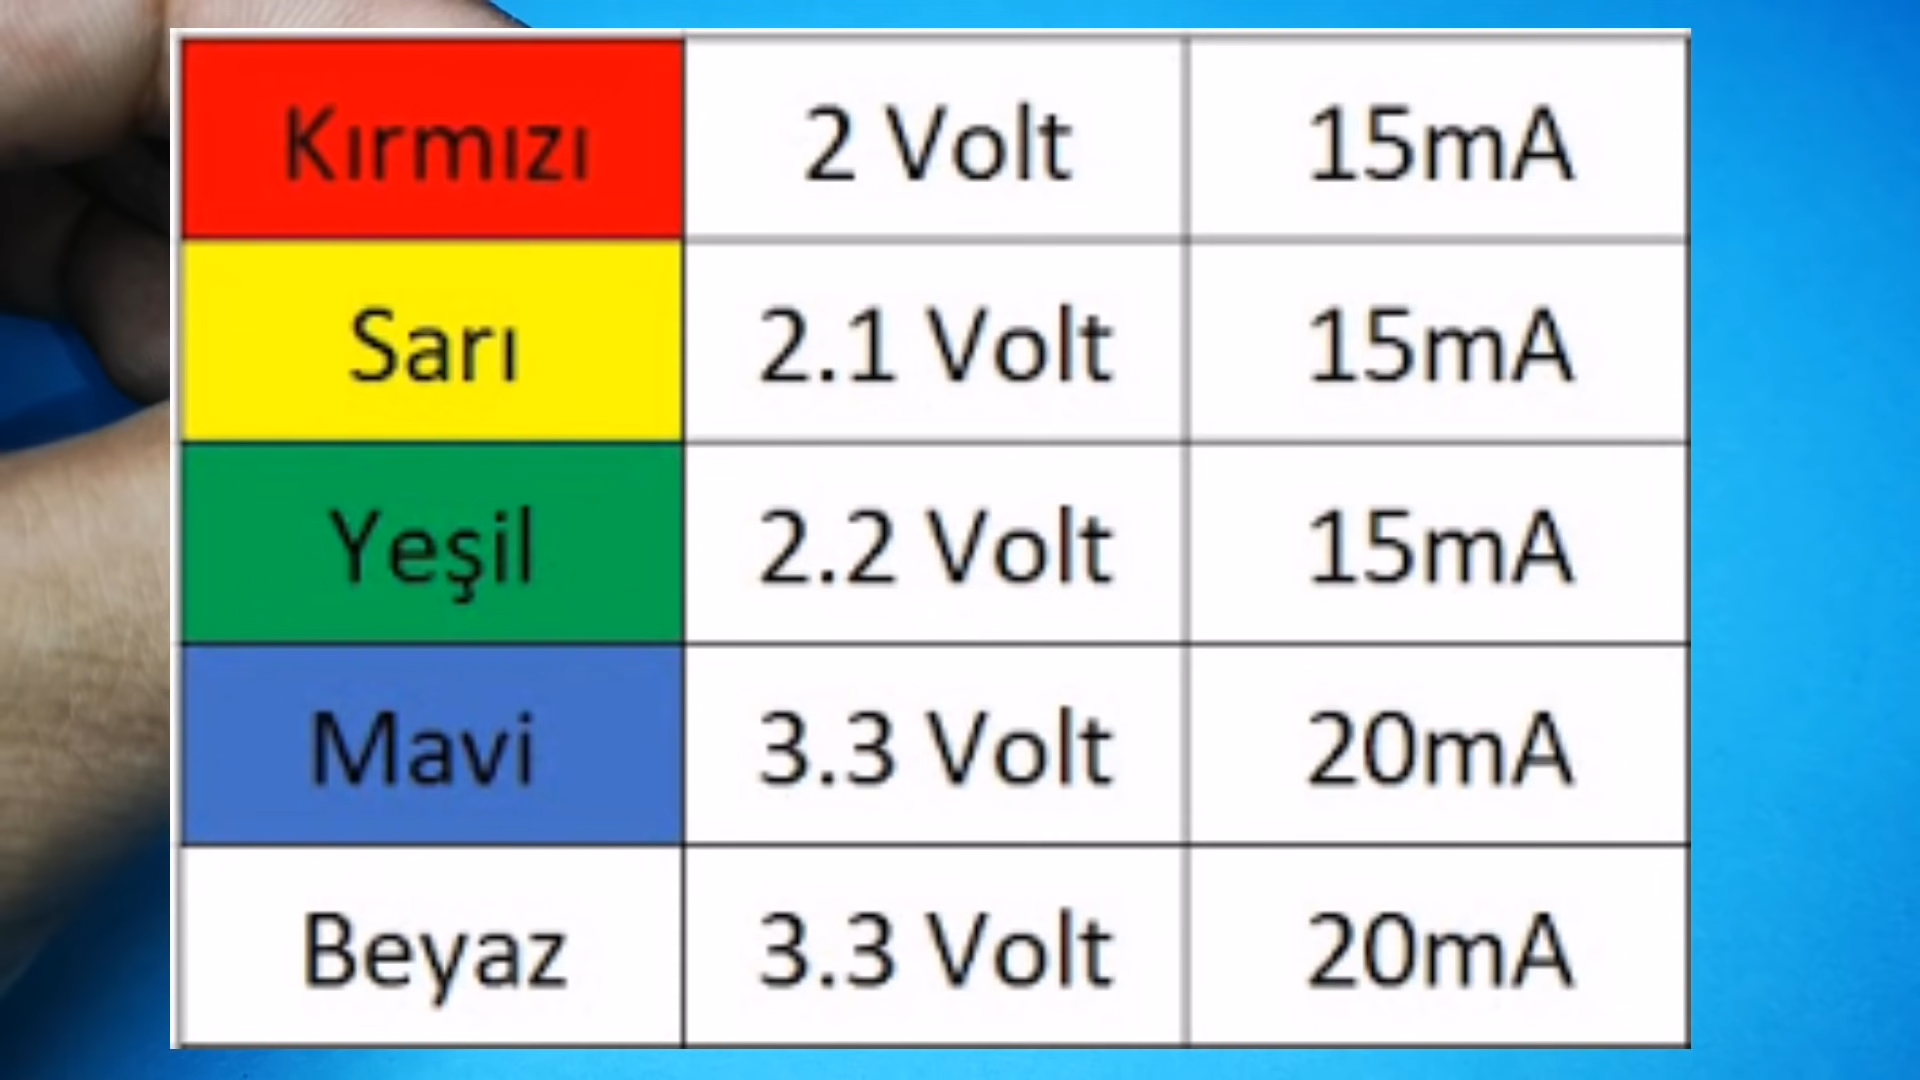 Kırmızı 2 Volt 15mA
Sarı 2.1 Volt 15mA
Yeşil 2.2 Volt 15mA
Mavi 3.3 Volt 20mA
Beyaz 3.3 Volt 20mA